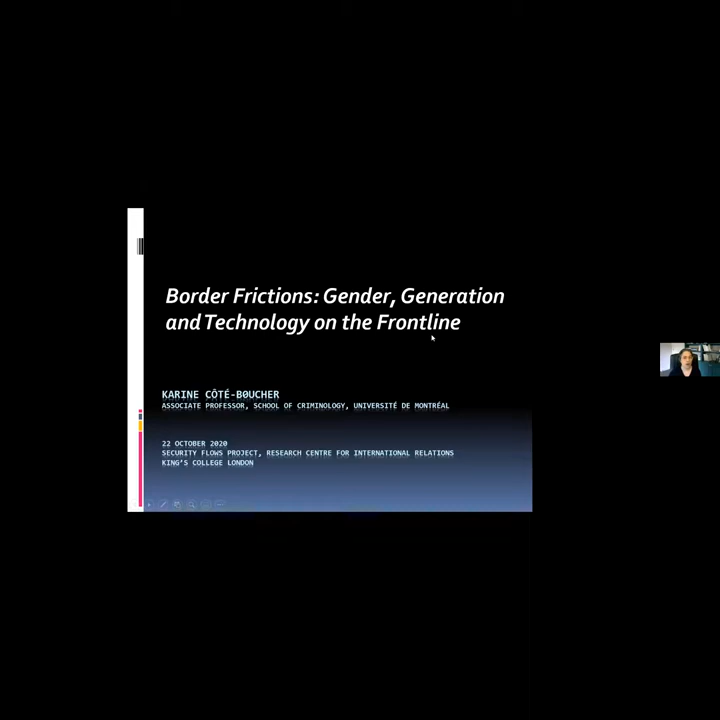 Border Frictions: Gender, Generation
and Technology on the Frontline
KARINE CÔTÉ-BOUCHER
ASSOCIATE PROFESSOR, SCHOOL OF CRIMINOLOGY, UNIVERSITÉ DE MONTRÉAL
22 OCTOBER 2020
SECURITY FLOWS PROJECT, RESEARCH CENTRE FOR INTERNATIONAL RELATIONS
KING'S COLLEGE LONDON